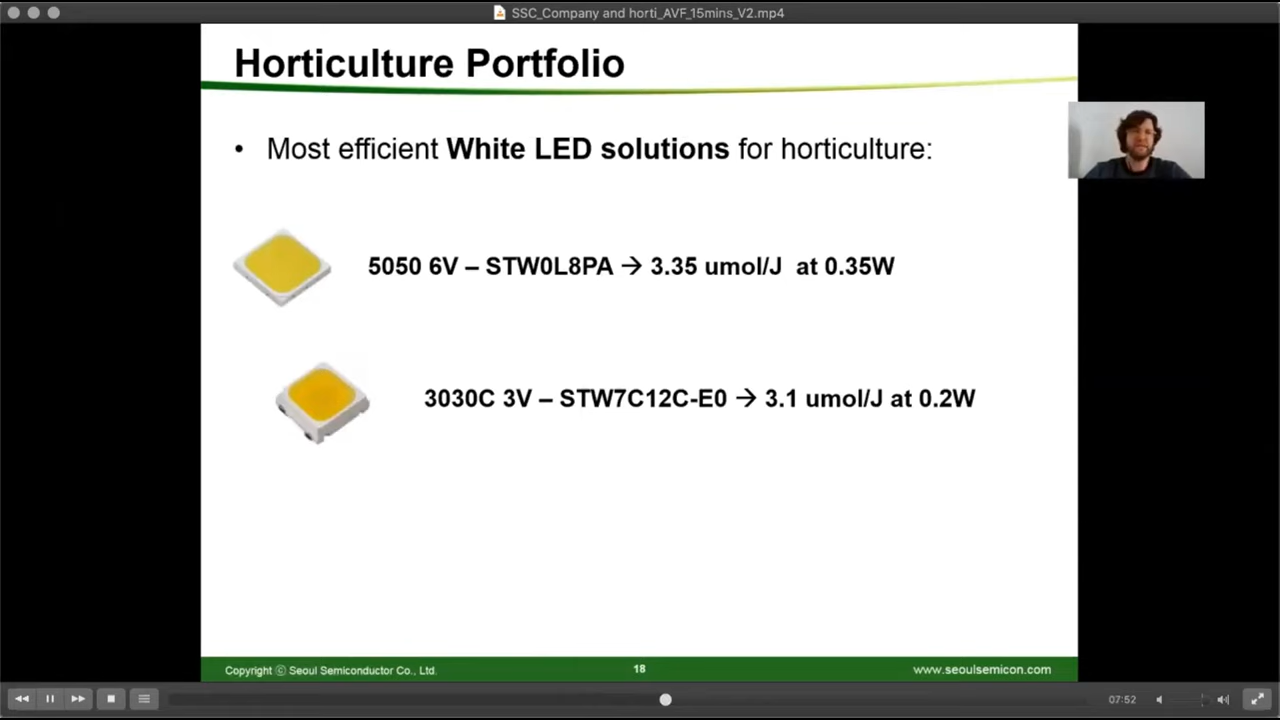 SSC_Company and horti_AVF_15mins_V2.mp4
Horticulture Portfolio
• Most efficient White LED solutions for horticulture:
5050 6V – STW0L8PA → 3.35 umol/J at 0.35W
3030C 3V – STW7C12C-E0 → 3.1 umol/J at 0.2W
Copyright ⓒ Seoul Semiconductor Co., Ltd.
18
www.seoulsemicon.com
07:52